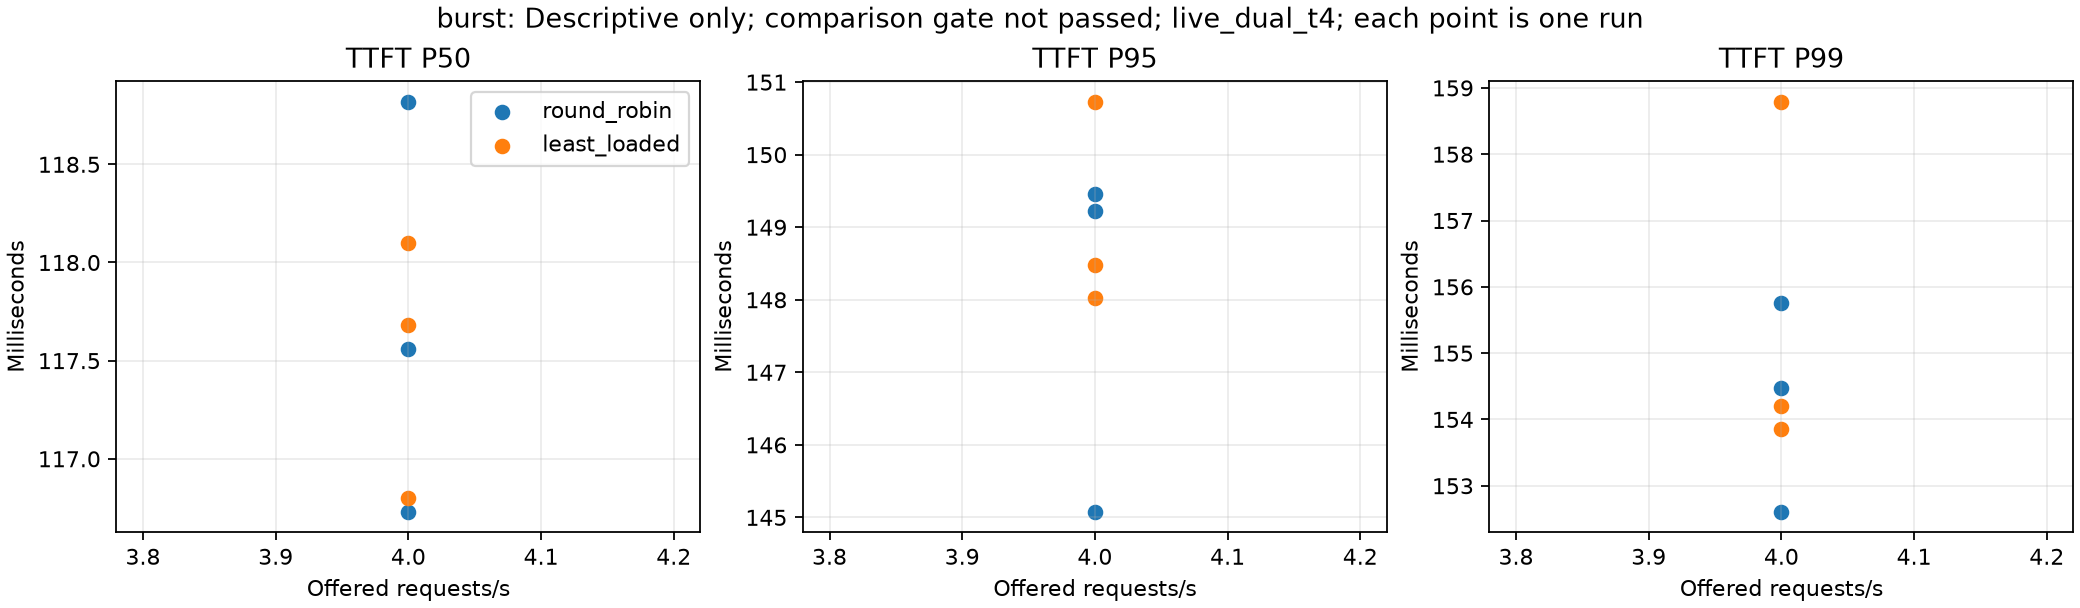 burst: Descriptive only; comparison gate not passed; live_dual_t4; each point is one run
TTFT P50
round_robin
least_loaded
118.5
118.0
117.5
117.0
Milliseconds
3.8 3.9 4.0 4.1 4.2
Offered requests/s
TTFT P95
151
150
149
148
147
146
145
Milliseconds
3.8 3.9 4.0 4.1 4.2
Offered requests/s
TTFT P99
159
158
157
156
155
154
153
Milliseconds
3.8 3.9 4.0 4.1 4.2
Offered requests/s